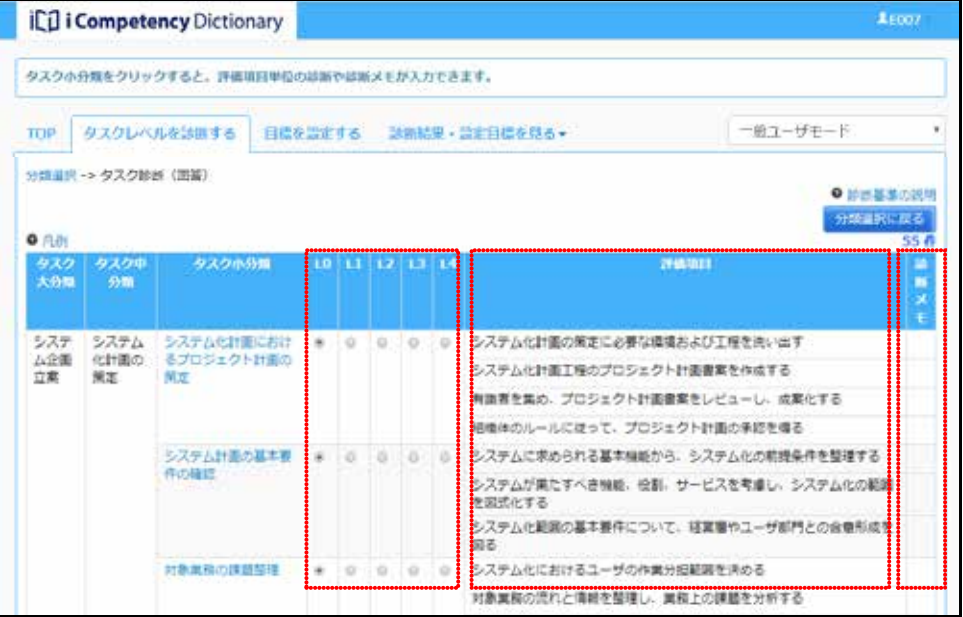 i Competency Dictionary
E007
タスク小分類をクリックすると、評価項目単位の診断や診断メモが入力できます。
TOP タスクレベルを診断する 目標を設定する 診断結果・設定目標を見る 一般ユーザモード
分類選択 -> タスク診断（回答）
診断基準の説明
分類選択に戻る
凡例 55 件
タスク大分類 タスク中分類 タスク小分類 L0 L1 L2 L3 L4 評価項目 診断メモ
システム企画立案 システム化計画の策定 システム化計画におけるプロジェクト計画の策定
システム化計画の策定に必要な環境および工程を洗い出す
システム化計画工程のプロジェクト計画書案を作成する
有識者を集め、プロジェクト計画書案をレビューし、成案化する
組織体のルールに従って、プロジェクト計画の承認を得る
システム計画の基本要件の確認
システムに求められる基本機能から、システム化の前提条件を整理する
システムが果たすべき機能、役割、サービスを考慮し、システム化の範囲を図式化する
システム化範囲の基本要件について、経営層やユーザ部門との合意形成を図る
対象業務の課題整理
システム化におけるユーザの作業分担範囲を決める
対象業務の流れと情報を整理し、業務上の課題を分析する